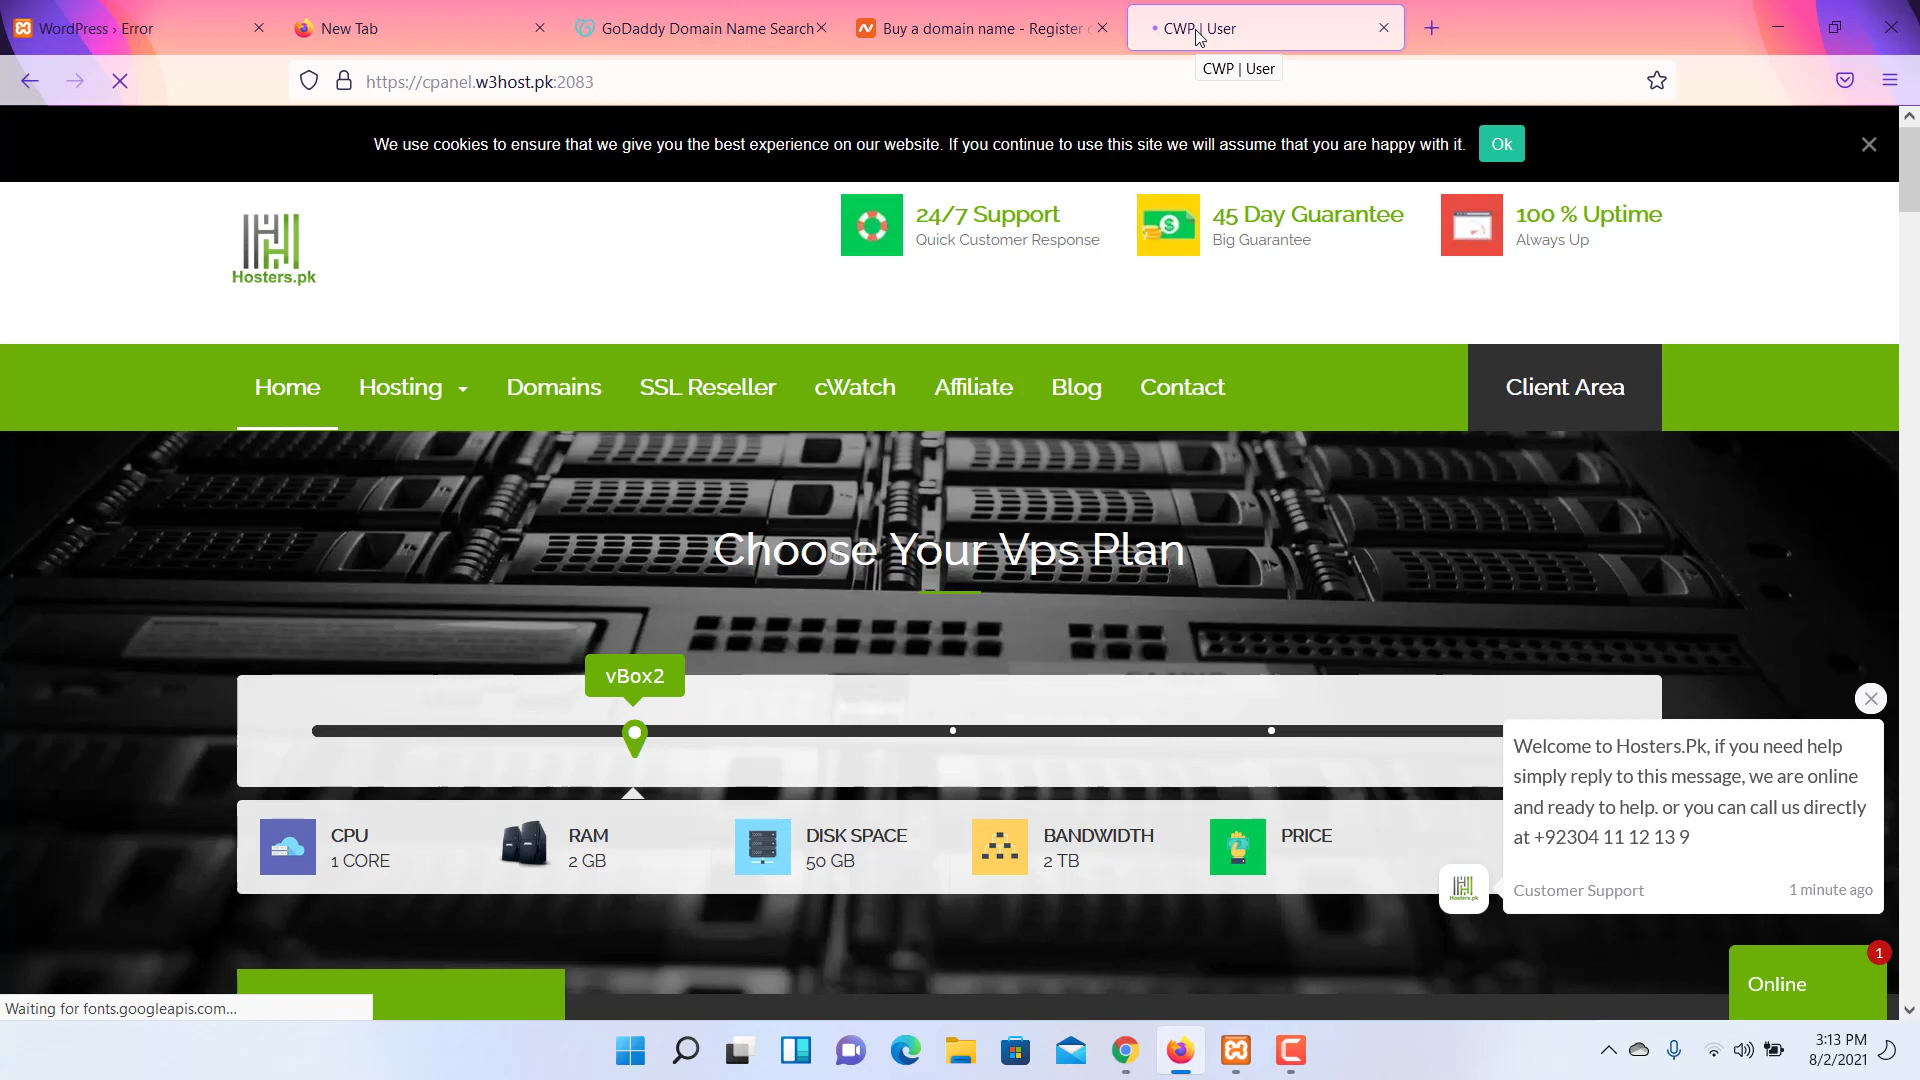 WordPress › Error
New Tab
GoDaddy Domain Name Search
Buy a domain name - Register
CWP | User
https://cpanel.w3host.pk:2083
CWP | User
We use cookies to ensure that we give you the best experience on our website. If you continue to use this site we will assume that you are happy with it.
Ok
Hosters.pk
24/7 Support
Quick Customer Response
45 Day Guarantee
Big Guarantee
100 % Uptime
Always Up
Home
Hosting
Domains
SSL Reseller
cWatch
Affiliate
Blog
Contact
Client Area
Choose Your Vps Plan
vBox2
CPU
1 CORE
RAM
2 GB
DISK SPACE
50 GB
BANDWIDTH
2 TB
PRICE
Welcome to Hosters.Pk, if you need help
simply reply to this message, we are online
and ready to help. or you can call us directly
at +92304 11 12 13 9
Customer Support
1 minute ago
Hosters.pk
1
Online
Waiting for fonts.googleapis.com...
3:13 PM
8/2/2021